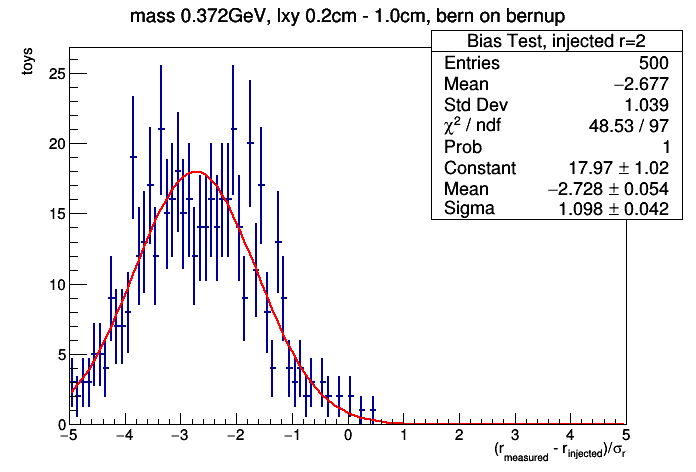 mass 0.372GeV, lxy 0.2cm - 1.0cm, bern on bernup
Bias Test, injected r=2
Entries 500
Mean −2.677
Std Dev 1.039
χ² / ndf 48.53 / 97
Prob 1
Constant 17.97 ± 1.02
Mean −2.728 ± 0.054
Sigma 1.098 ± 0.042
toys
25
20
15
10
5
0
−5 −4 −3 −2 −1 0 1 2 3 4 5
(r_measured - r_injected)/σ_r